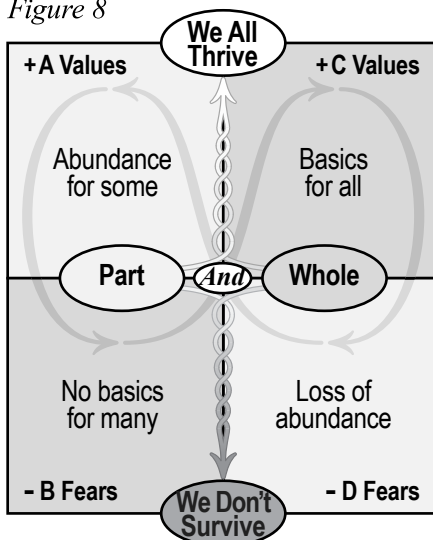 Figure 8
We All
Thrive
+A Values
+C Values
Abundance
for some
Basics
for all
Part
And
Whole
No basics
for many
Loss of
abundance
– B Fears
We Don't
Survive
– D Fears